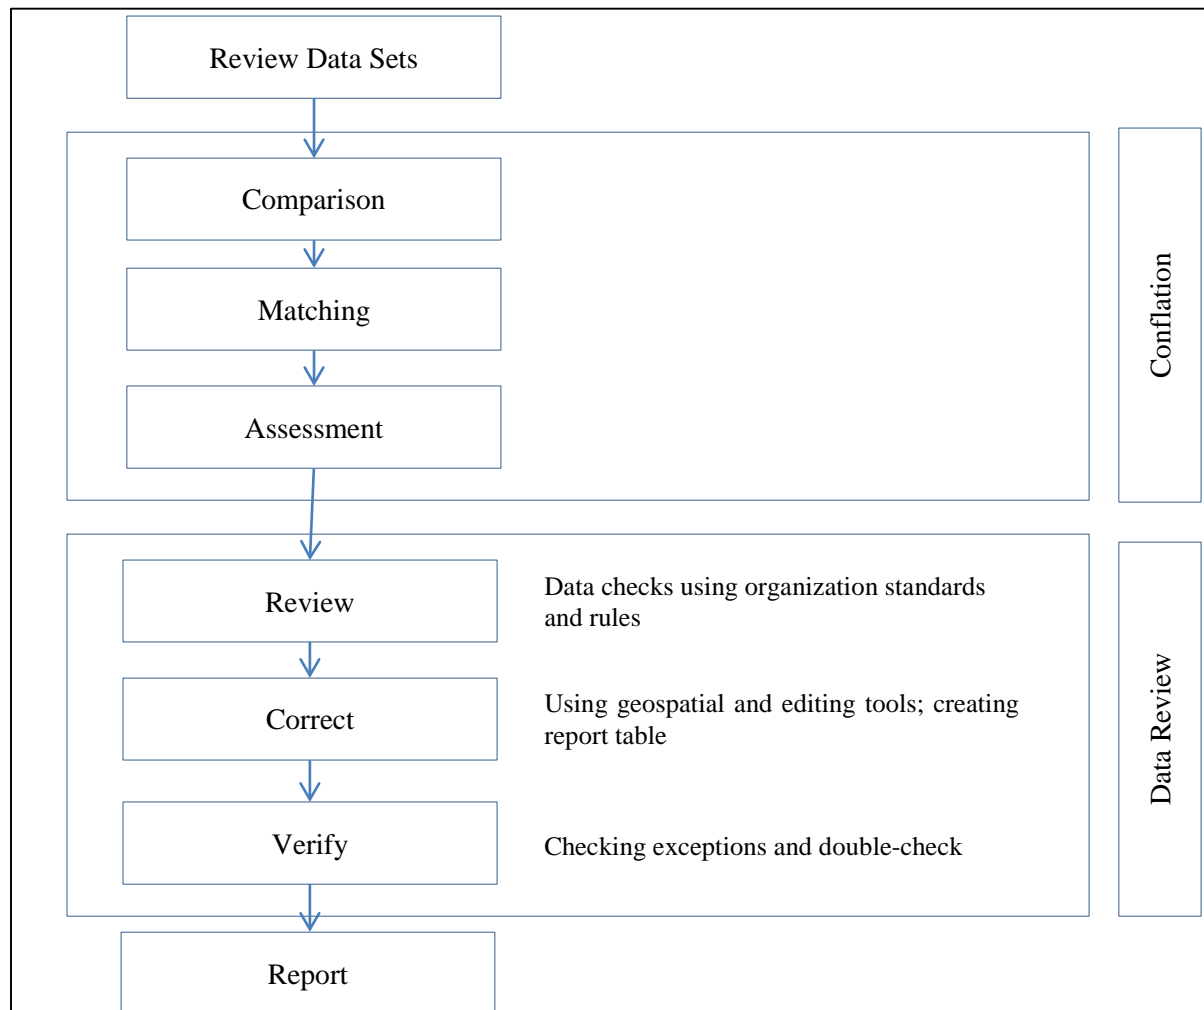 Review Data Sets
Comparison
Matching
Assessment
Conflation
Review
Data checks using organization standards
and rules
Correct
Using geospatial and editing tools; creating
report table
Verify
Checking exceptions and double-check
Data Review
Report